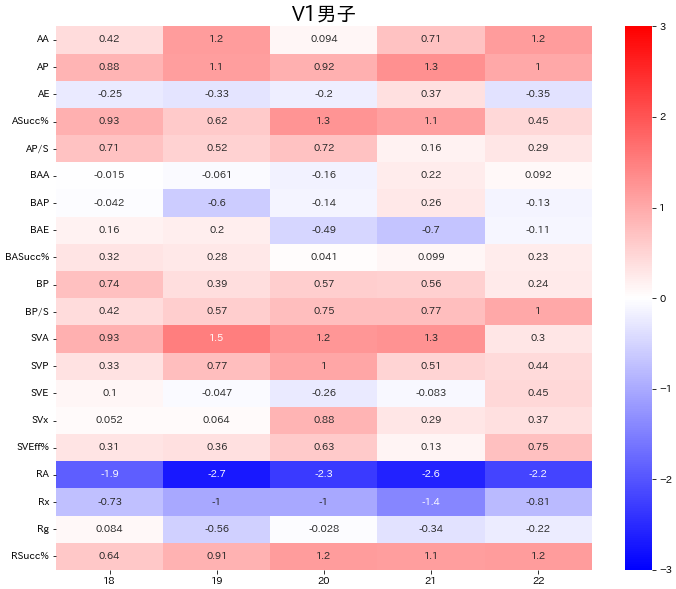 V1男子
AA 0.42 1.2 0.094 0.71 1.2
AP 0.88 1.1 0.92 1.3 1
AE -0.25 -0.33 -0.2 0.37 -0.35
ASucc% 0.93 0.62 1.3 1.1 0.45
AP/S 0.71 0.52 0.72 0.16 0.29
BAA -0.015 -0.061 -0.16 0.22 0.092
BAP -0.042 -0.6 -0.14 0.26 -0.13
BAE 0.16 0.2 -0.49 -0.7 -0.11
BASucc% 0.32 0.28 0.041 0.099 0.23
BP 0.74 0.39 0.57 0.56 0.24
BP/S 0.42 0.57 0.75 0.77 1
SVA 0.93 1.5 1.2 1.3 0.3
SVP 0.33 0.77 1 0.51 0.44
SVE 0.1 -0.047 -0.26 -0.083 0.45
SVx 0.052 0.064 0.88 0.29 0.37
SVEff% 0.31 0.36 0.63 0.13 0.75
RA -1.9 -2.7 -2.3 -2.6 -2.2
Rx -0.73 -1 -1 -1.4 -0.81
Rg 0.084 -0.56 -0.028 -0.34 -0.22
RSucc% 0.64 0.91 1.2 1.1 1.2
18 19 20 21 22
3
2
1
0
−1
−2
−3